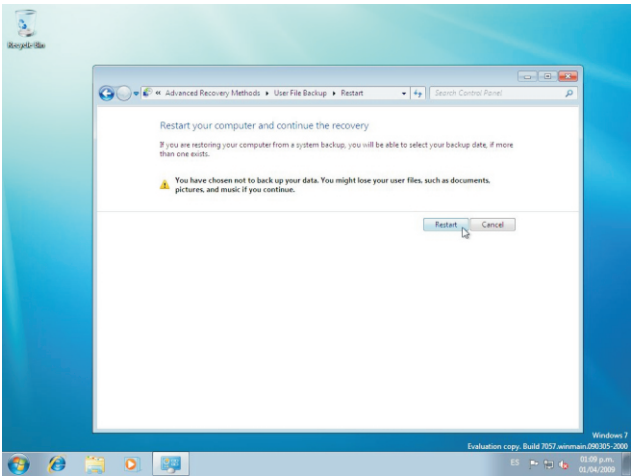 Recycle Bin
« Advanced Recovery Methods ▸ User File Backup ▸ Restart
Search Control Panel
Restart your computer and continue the recovery
If you are restoring your computer from a system backup, you will be able to select your backup date, if more
than one exists.
You have chosen not to back up your data. You might lose your user files, such as documents,
pictures, and music if you continue.
Restart
Cancel
Windows 7
Evaluation copy. Build 7057.winmain.090305-2000
ES
01:09 p.m.
01/04/2009